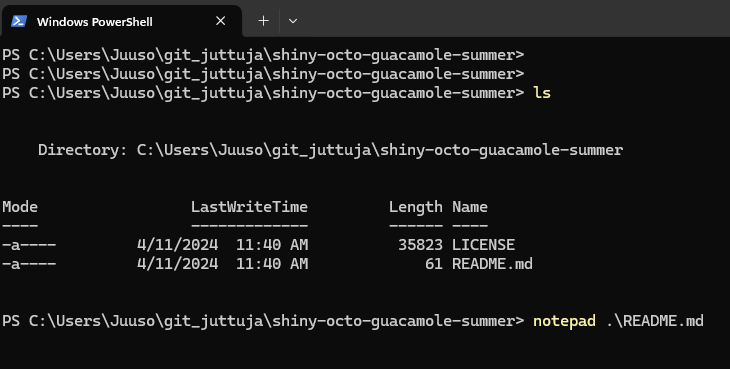 Windows PowerShell
PS C:\Users\Juuso\git_juttuja\shiny-octo-guacamole-summer>
PS C:\Users\Juuso\git_juttuja\shiny-octo-guacamole-summer>
PS C:\Users\Juuso\git_juttuja\shiny-octo-guacamole-summer> ls
Directory: C:\Users\Juuso\git_juttuja\shiny-octo-guacamole-summer
Mode LastWriteTime Length Name
---- ------------- ------ ----
-a---- 4/11/2024 11:40 AM 35823 LICENSE
-a---- 4/11/2024 11:40 AM 61 README.md
PS C:\Users\Juuso\git_juttuja\shiny-octo-guacamole-summer> notepad .\README.md